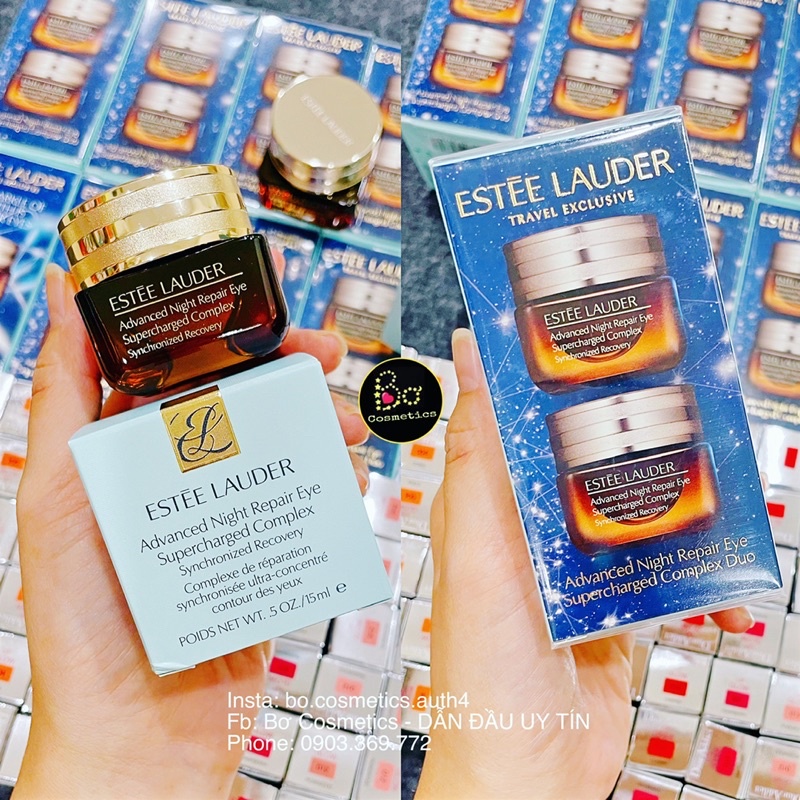 ESTĒE LAUDER
Advanced Night Repair Eye
Supercharged Complex
Synchronized Recovery
ESTĒE LAUDER
EL
ESTĒE LAUDER
Advanced Night Repair Eye
Supercharged Complex
Synchronized Recovery
Complexe de réparation
synchronisée ultra-concentré
contour des yeux
POIDS NET WT. .5 OZ./15ml ℮
Bơ
Cosmetics
ESTĒE LAUDER
TRAVEL EXCLUSIVE
ESTĒE LAUDER
Advanced Night Repair Eye
Supercharged Complex
Synchronized Recovery
ESTĒE LAUDER
Advanced Night Repair Eye
Supercharged Complex
Synchronized Recovery
Advanced Night Repair Eye
Supercharged Complex Duo
Insta: bo.cosmetics.auth4
Fb: Bơ Cosmetics - DẪN ĐẦU UY TÍN
Phone: 0903.369.772